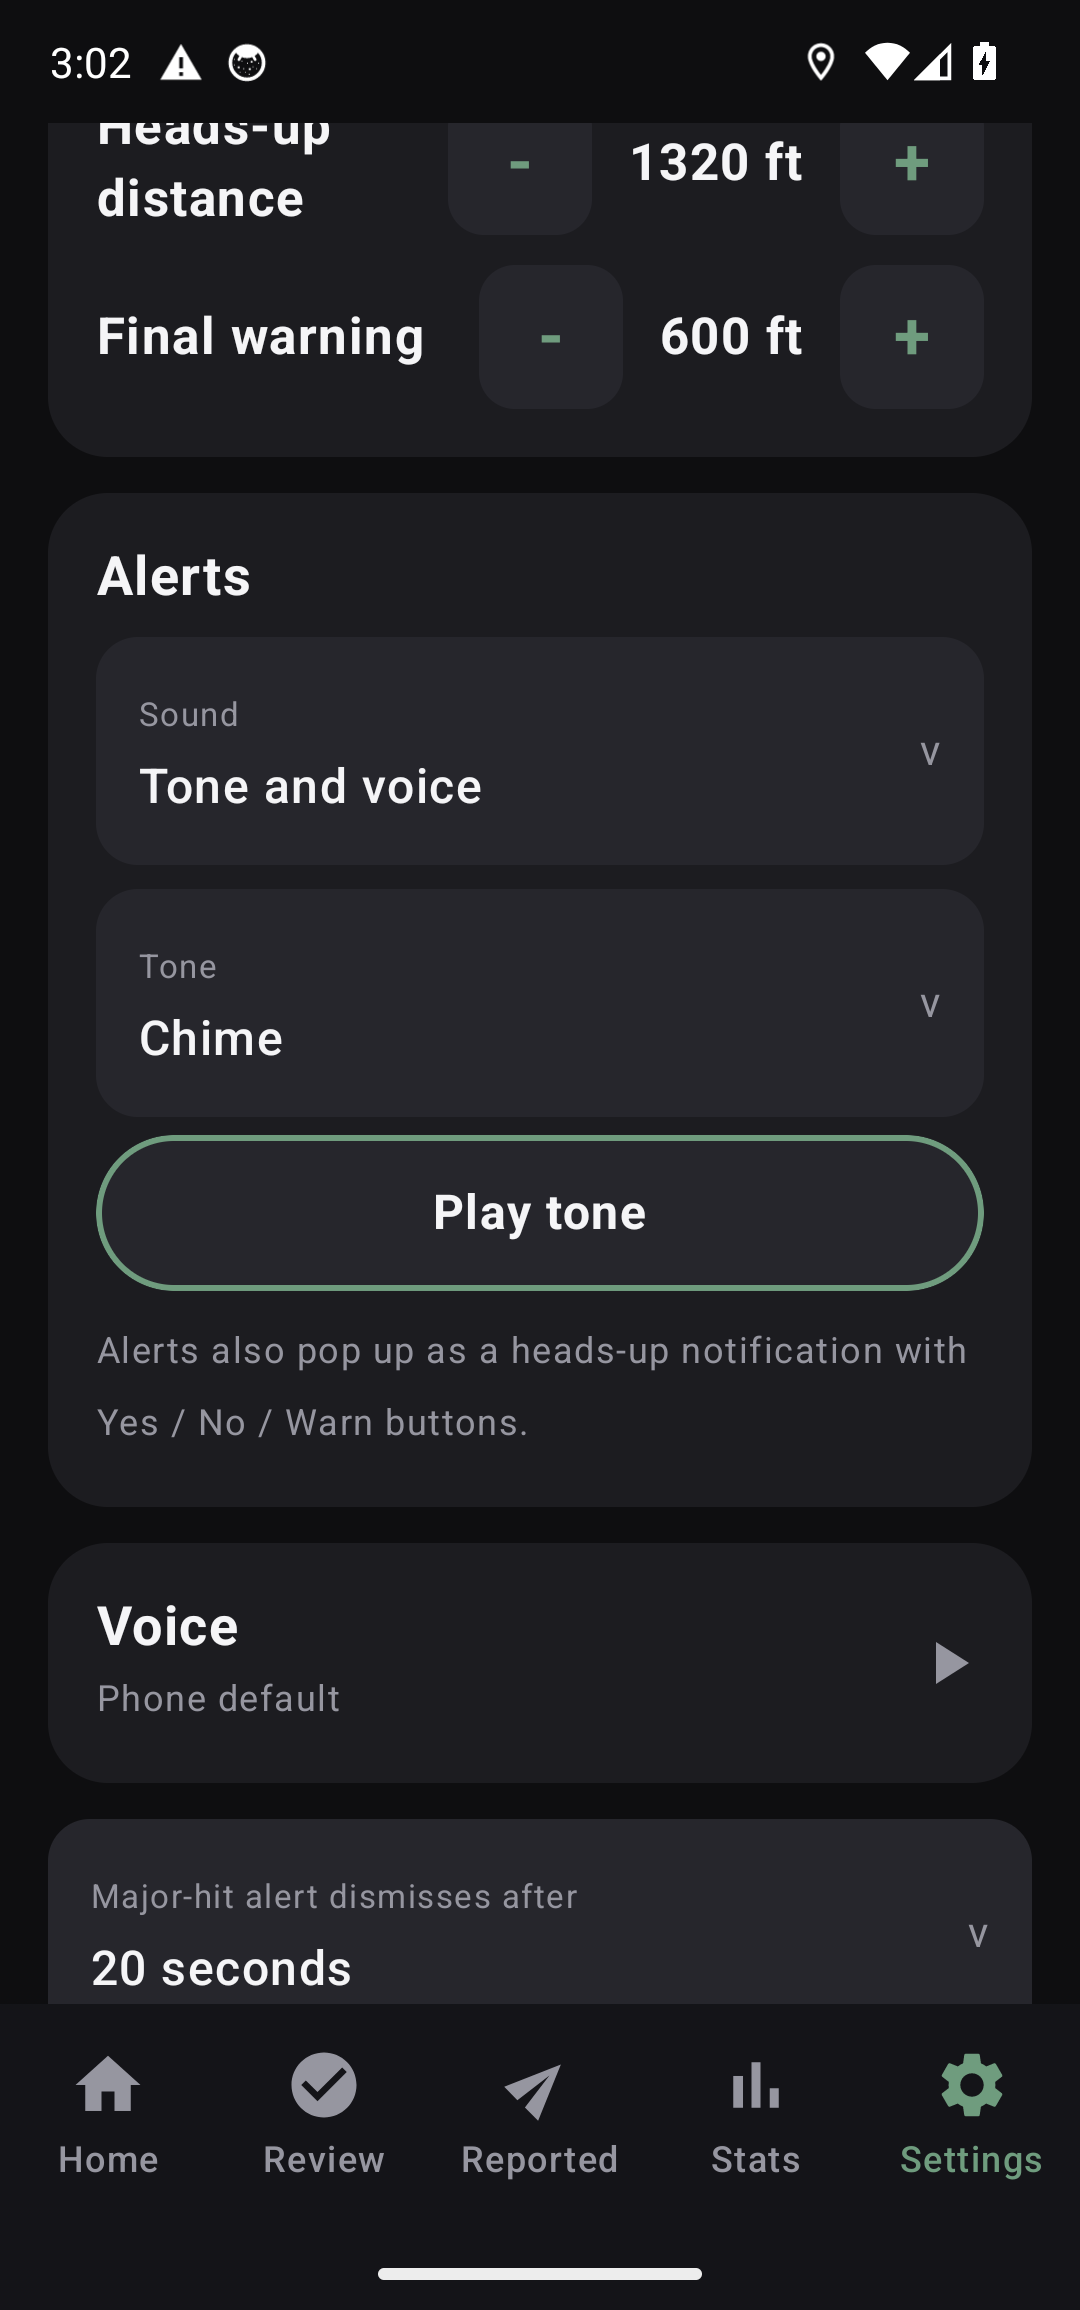 3:02
Heads-up
distance
-
1320 ft
+
Final warning
-
600 ft
+
Alerts
Sound
Tone and voice
v
Tone
Chime
v
Play tone
Alerts also pop up as a heads-up notification with
Yes / No / Warn buttons.
Voice
Phone default
Major-hit alert dismisses after
20 seconds
v
Home
Review
Reported
Stats
Settings